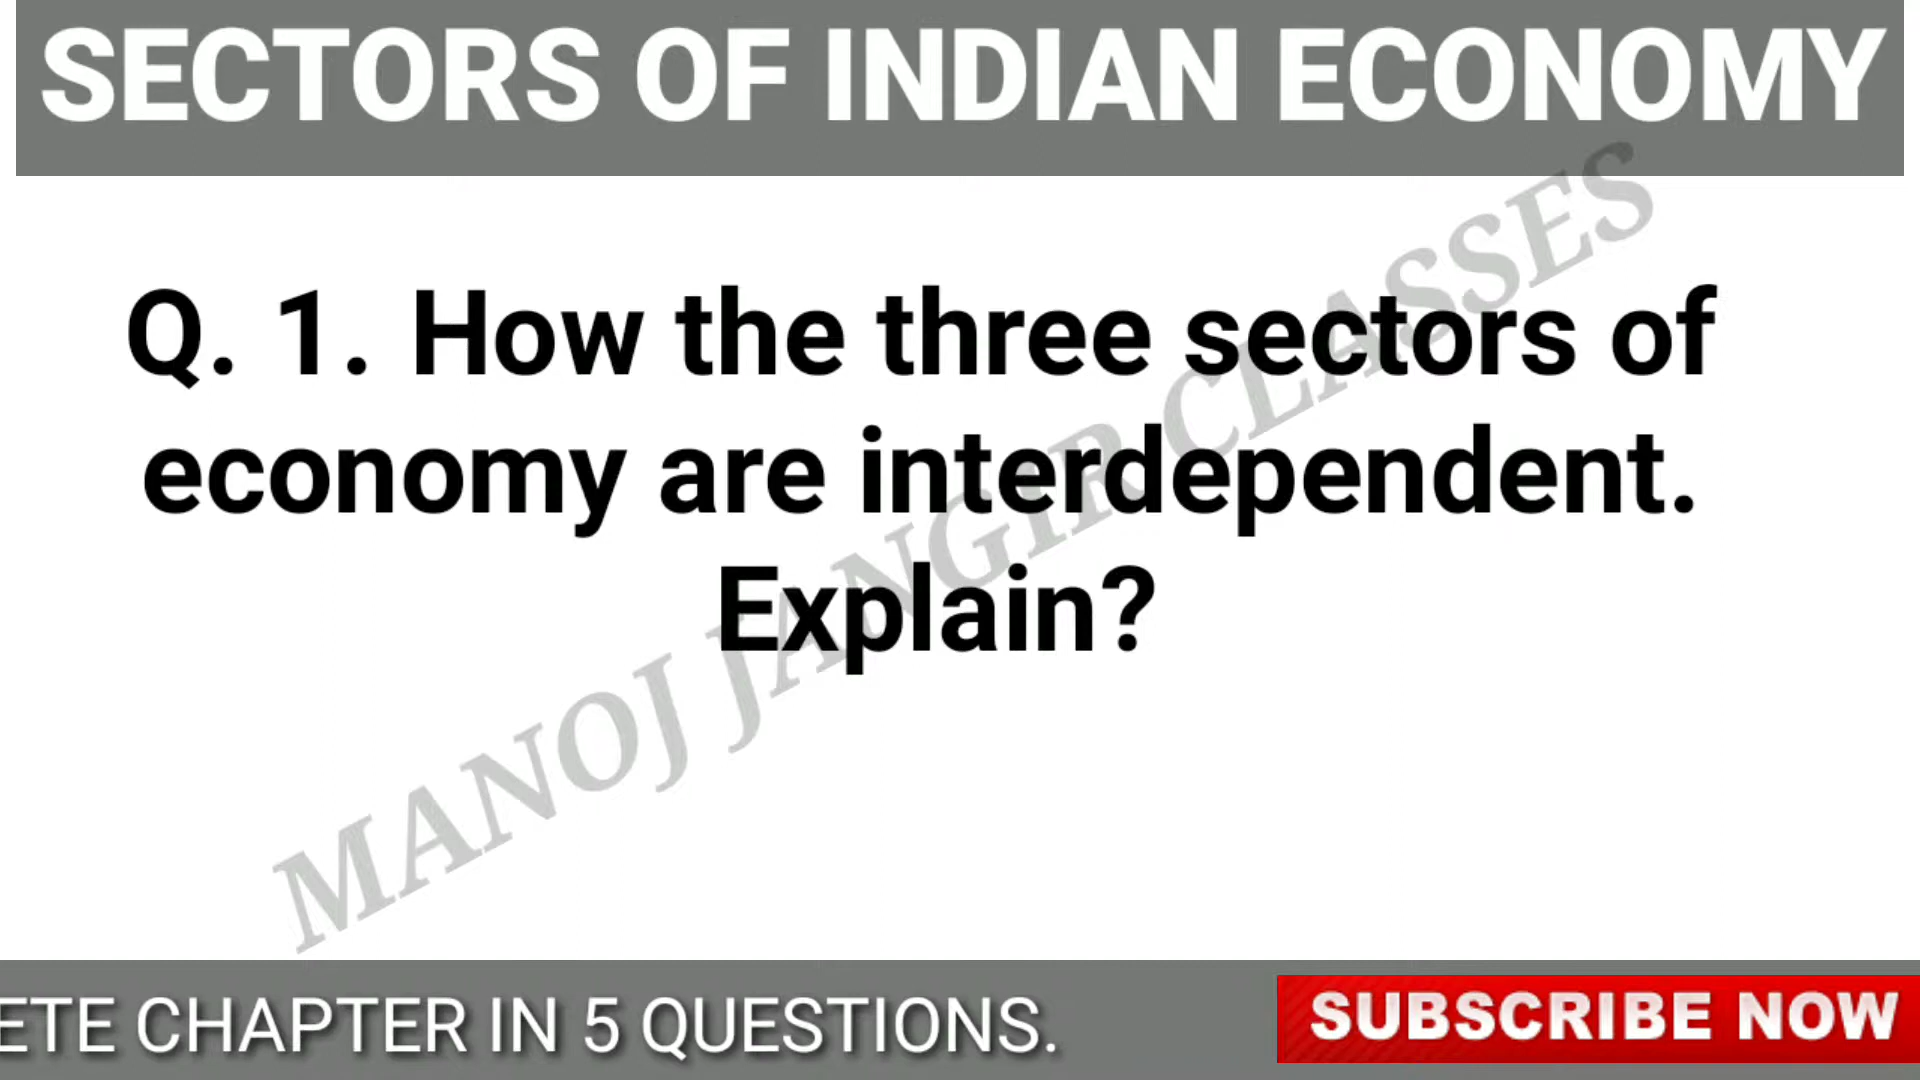 SECTORS OF INDIAN ECONOMY
Q. 1. How the three sectors of
economy are interdependent.
Explain?
MANOJ JANGIR CLASSES
ETE CHAPTER IN 5 QUESTIONS.
SUBSCRIBE NOW